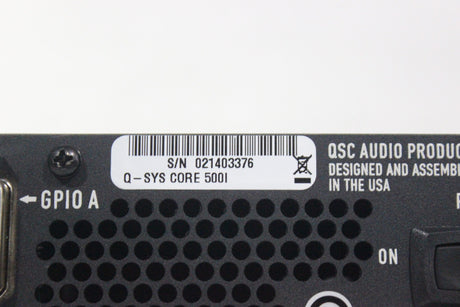 S/N 021403376
Q-SYS CORE 500I
QSC AUDIO PRODUC
DESIGNED AND ASSEMB
IN THE USA
←GPIO A
ON